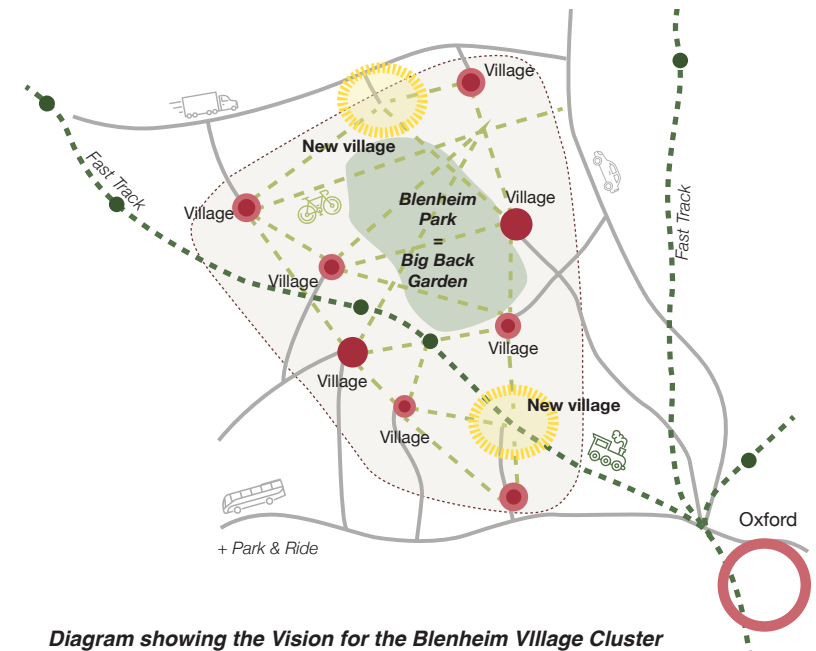 Village
New village
Fast Track
Village
Blenheim
Park
=
Big Back
Garden
Village
Fast Track
Village
Village
Village
New village
Village
Oxford
+ Park & Ride
Diagram showing the Vision for the Blenheim VIllage Cluster